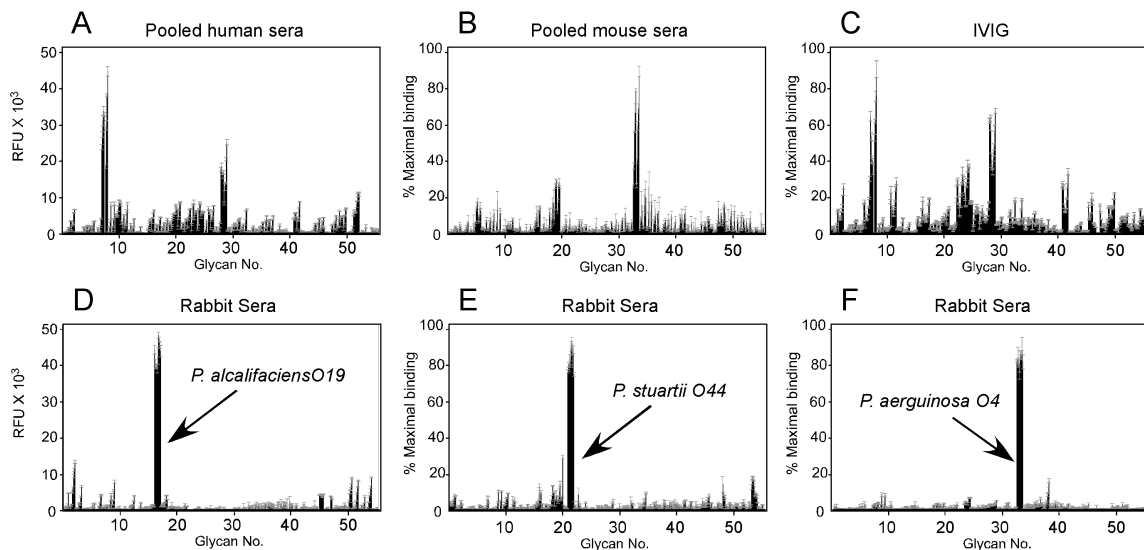 A
Pooled human sera
RFU X 10³
50
40
30
20
10
0
10 20 30 40 50
Glycan No.
B
Pooled mouse sera
% Maximal binding
100
80
60
40
20
0
10 20 30 40 50
Glycan No.
C
IVIG
% Maximal binding
100
80
60
40
20
0
10 20 30 40 50
Glycan No.
D
Rabbit Sera
RFU X 10³
50
40
30
20
10
0
P. alcalifaciensO19
10 20 30 40 50
Glycan No.
E
Rabbit Sera
% Maximal binding
100
80
60
40
20
0
P. stuartii O44
10 20 30 40 50
Glycan No.
F
Rabbit Sera
% Maximal binding
100
80
60
40
20
0
P. aerguinosa O4
10 20 30 40 50
Glycan No.